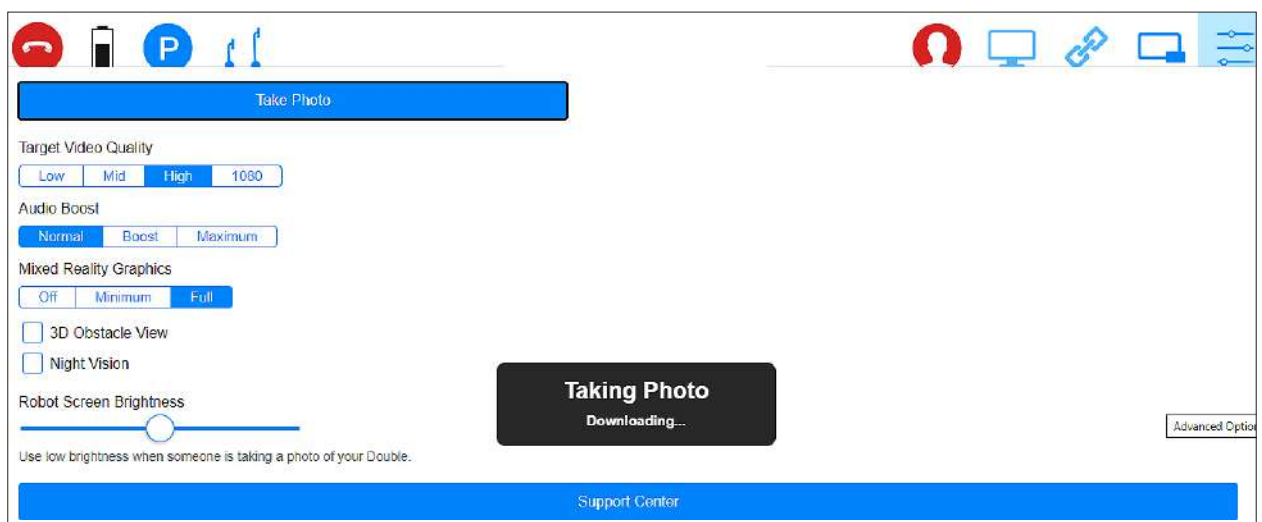 P
Take Photo
Target Video Quality
Low Mid High 1080
Audio Boost
Normal Boost Maximum
Mixed Reality Graphics
Off Minimum Full
3D Obstacle View
Night Vision
Taking Photo
Downloading...
Robot Screen Brightness
Advanced Option
Use low brightness when someone is taking a photo of your Double.
Support Center